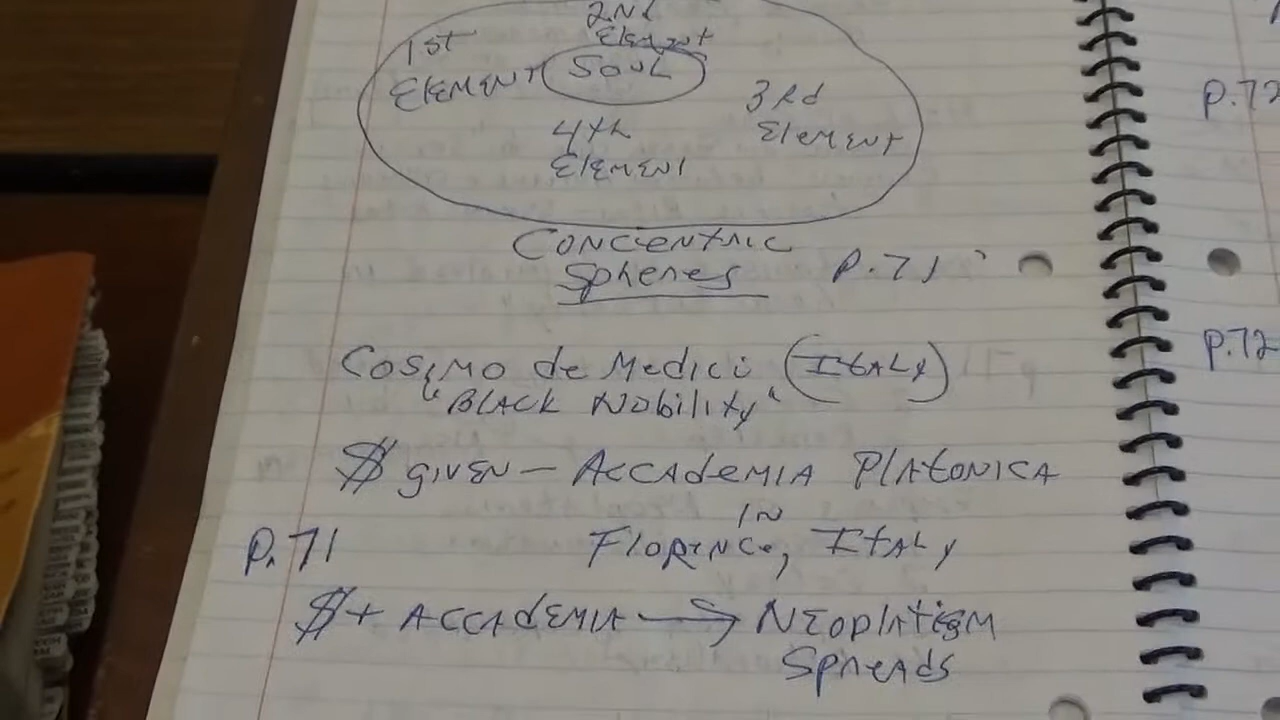 2Nd
Element
1st
Element
Soul
3rd
Element
4th
Element
Concentric
Spheres P.71
Cosimo de Medici (Italy)
"Black Nobility"
$ given – Accademia Platonica
in
P.71 Florence, Italy
$ + Accademia → Neoplatism
Spreads
p.72
p.72